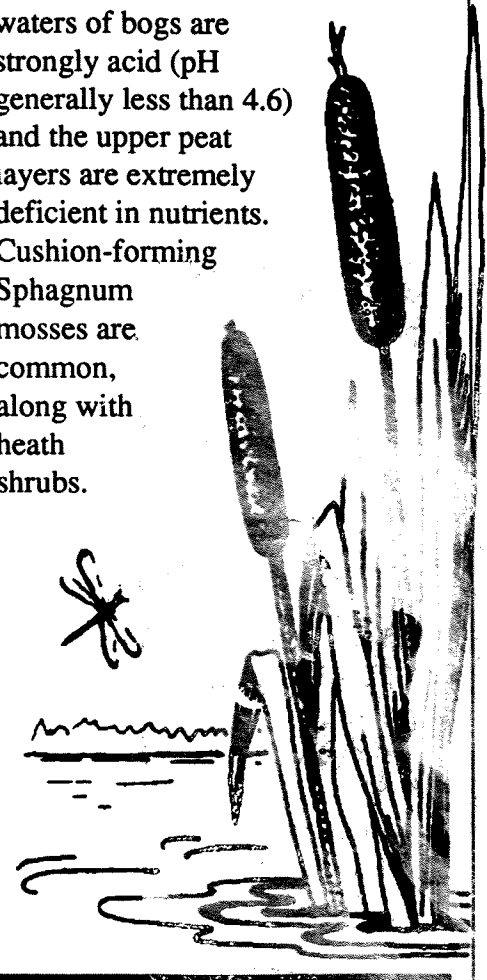 waters of bogs are
strongly acid (pH
generally less than 4.6)
and the upper peat
layers are extremely
deficient in nutrients.
Cushion-forming
Sphagnum
mosses are
common,
along with
heath
shrubs.